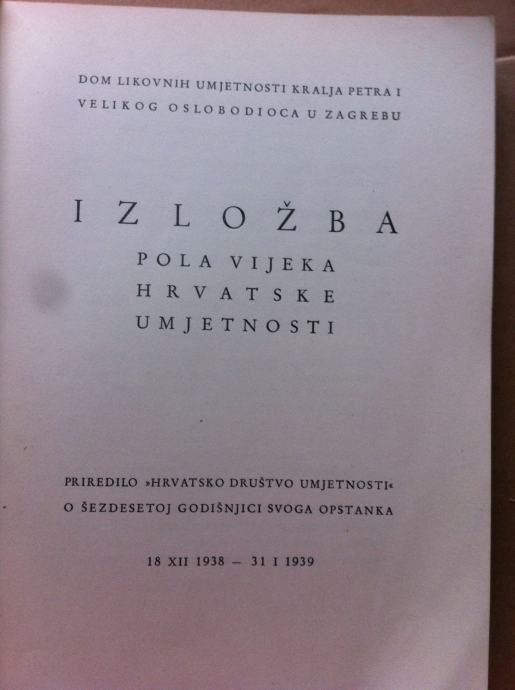 DOM LIKOVNIH UMJETNOSTI KRALJA PETRA I
VELIKOG OSLOBODIOCA U ZAGREBU
IZLOŽBA
POLA VIJEKA
HRVATSKE
UMJETNOSTI
PRIREDILO »HRVATSKO DRUŠTVO UMJETNOSTI«
O ŠEZDESETOJ GODIŠNJICI SVOGA OPSTANKA
18 XII 1938 — 31 I 1939